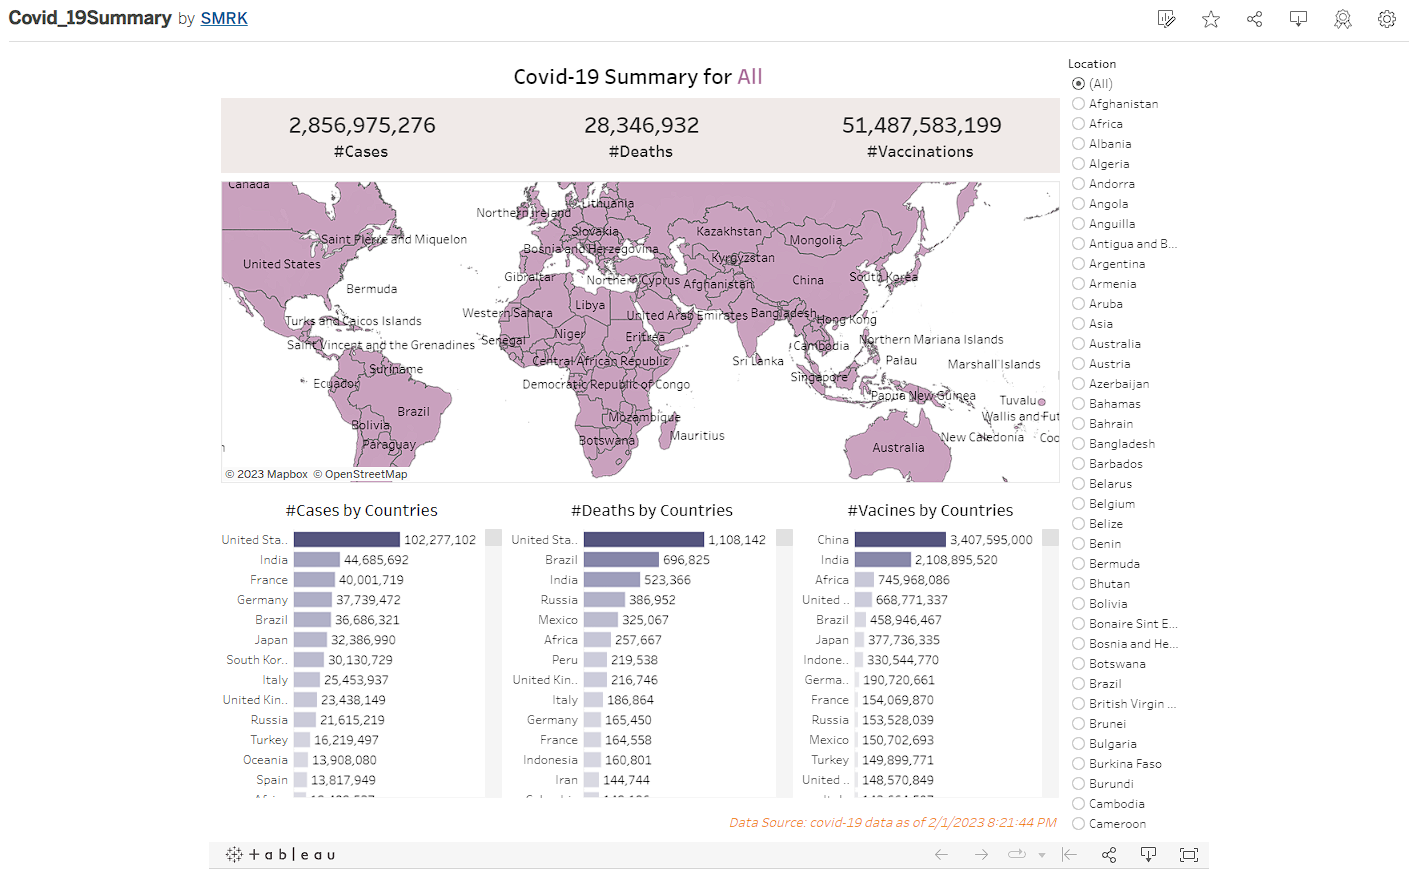 Covid_19Summary by SMRK
Covid-19 Summary for All
2,856,975,276
#Cases
28,346,932
#Deaths
51,487,583,199
#Vaccinations
Canada
Lithuania
Northern Ireland
Slovakia
Kazakhstan
Saint Pierre and Miquelon
Mongolia
Bosnia and Herzegovina
Kyrgyzstan
United States
Gibraltar
Northern Cyprus
Afghanistan
China
South Korea
Bermuda
Libya
Western Sahara
United Arab Emirates
Bangladesh
Hong Kong
Turks and Caicos Islands
Niger
Eritrea
Senegal
Northern Mariana Islands
Saint Vincent and the Grenadines
Cambodia
Central African Republic
Sri Lanka
Palau
Marshall Islands
Suriname
Singapore
Ecuador
Democratic Republic of Congo
Papua New Guinea
Tuvalu
Brazil
Mozambique
Wallis and Fut
Bolivia
Botswana
Mauritius
New Caledonia
Coo
Paraguay
Australia
© 2023 Mapbox © OpenStreetMap
#Cases by Countries
United Sta.. 102,277,102
India 44,685,692
France 40,001,719
Germany 37,739,472
Brazil 36,686,321
Japan 32,386,990
South Kor.. 30,130,729
Italy 25,453,937
United Kin.. 23,438,149
Russia 21,615,219
Turkey 16,219,497
Oceania 13,908,080
Spain 13,817,949
#Deaths by Countries
United Sta.. 1,108,142
Brazil 696,825
India 523,366
Russia 386,952
Mexico 325,067
Africa 257,667
Peru 219,538
United Kin.. 216,746
Italy 186,864
Germany 165,450
France 164,558
Indonesia 160,801
Iran 144,744
#Vacines by Countries
China 3,407,595,000
India 2,108,895,520
Africa 745,968,086
United .. 668,771,337
Brazil 458,946,467
Japan 377,736,335
Indone.. 330,544,770
Germa.. 190,720,661
France 154,069,870
Russia 153,528,039
Mexico 150,702,693
Turkey 149,899,771
United .. 148,570,849
Data Source: covid-19 data as of 2/1/2023 8:21:44 PM
Location
(All)
Afghanistan
Africa
Albania
Algeria
Andorra
Angola
Anguilla
Antigua and B...
Argentina
Armenia
Aruba
Asia
Australia
Austria
Azerbaijan
Bahamas
Bahrain
Bangladesh
Barbados
Belarus
Belgium
Belize
Benin
Bermuda
Bhutan
Bolivia
Bonaire Sint E...
Bosnia and He...
Botswana
Brazil
British Virgin ...
Brunei
Bulgaria
Burkina Faso
Burundi
Cambodia
Cameroon
+ableau